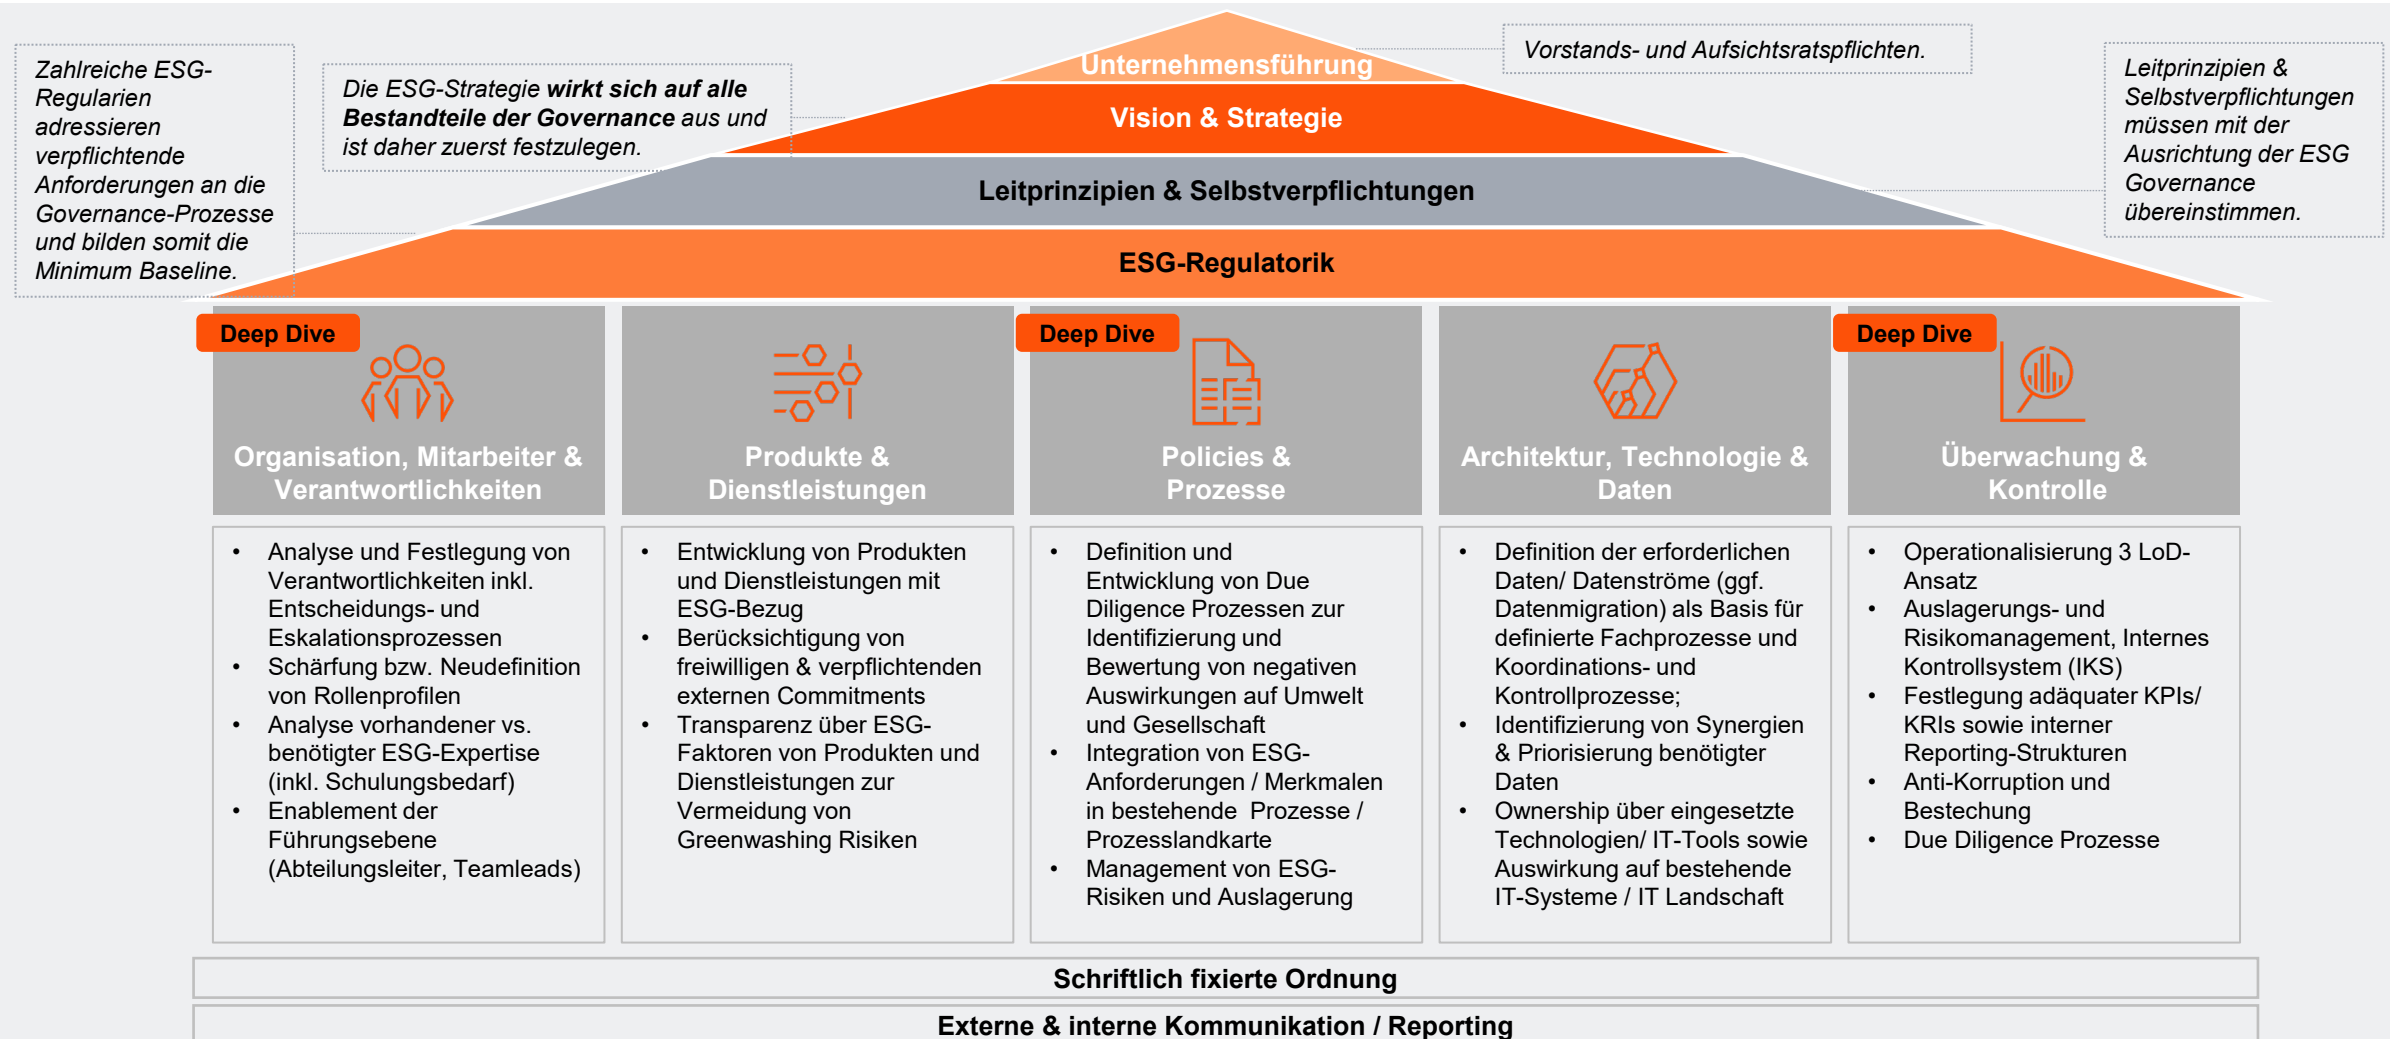 Zahlreiche ESG-
Regularien
adressieren
verpflichtende
Anforderungen an die
Governance-Prozesse
und bilden somit die
Minimum Baseline.
Die ESG-Strategie wirkt sich auf alle
Bestandteile der Governance aus und
ist daher zuerst festzulegen.
Unternehmensführung
Vision & Strategie
Leitprinzipien & Selbstverpflichtungen
ESG-Regulatorik
Vorstands- und Aufsichtsratspflichten.
Leitprinzipien &
Selbstverpflichtungen
müssen mit der
Ausrichtung der ESG
Governance
übereinstimmen.
Deep Dive
Organisation, Mitarbeiter &
Verantwortlichkeiten
• Analyse und Festlegung von
Verantwortlichkeiten inkl.
Entscheidungs- und
Eskalationsprozessen
• Schärfung bzw. Neudefinition
von Rollenprofilen
• Analyse vorhandener vs.
benötigter ESG-Expertise
(inkl. Schulungsbedarf)
• Enablement der
Führungsebene
(Abteilungsleiter, Teamleads)
Produkte &
Dienstleistungen
• Entwicklung von Produkten
und Dienstleistungen mit
ESG-Bezug
• Berücksichtigung von
freiwilligen & verpflichtenden
externen Commitments
• Transparenz über ESG-
Faktoren von Produkten und
Dienstleistungen zur
Vermeidung von
Greenwashing Risiken
Deep Dive
Policies &
Prozesse
• Definition und
Entwicklung von Due
Diligence Prozessen zur
Identifizierung und
Bewertung von negativen
Auswirkungen auf Umwelt
und Gesellschaft
• Integration von ESG-
Anforderungen / Merkmalen
in bestehende Prozesse /
Prozesslandkarte
• Management von ESG-
Risiken und Auslagerung
Architektur, Technologie &
Daten
• Definition der erforderlichen
Daten/ Datenströme (ggf.
Datenmigration) als Basis für
definierte Fachprozesse und
Koordinations- und
Kontrollprozesse;
• Identifizierung von Synergien
& Priorisierung benötigter
Daten
• Ownership über eingesetzte
Technologien/ IT-Tools sowie
Auswirkung auf bestehende
IT-Systeme / IT Landschaft
Deep Dive
Überwachung &
Kontrolle
• Operationalisierung 3 LoD-
Ansatz
• Auslagerungs- und
Risikomanagement, Internes
Kontrollsystem (IKS)
• Festlegung adäquater KPIs/
KRIs sowie interner
Reporting-Strukturen
• Anti-Korruption und
Bestechung
• Due Diligence Prozesse
Schriftlich fixierte Ordnung
Externe & interne Kommunikation / Reporting